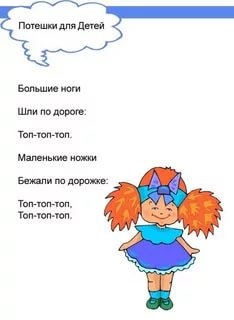 Потешки для Детей
Большие ноги
Шли по дороге:
Топ-топ-топ.
Маленькие ножки
Бежали по дорожке:
Топ-топ-топ,
Топ-топ-топ.